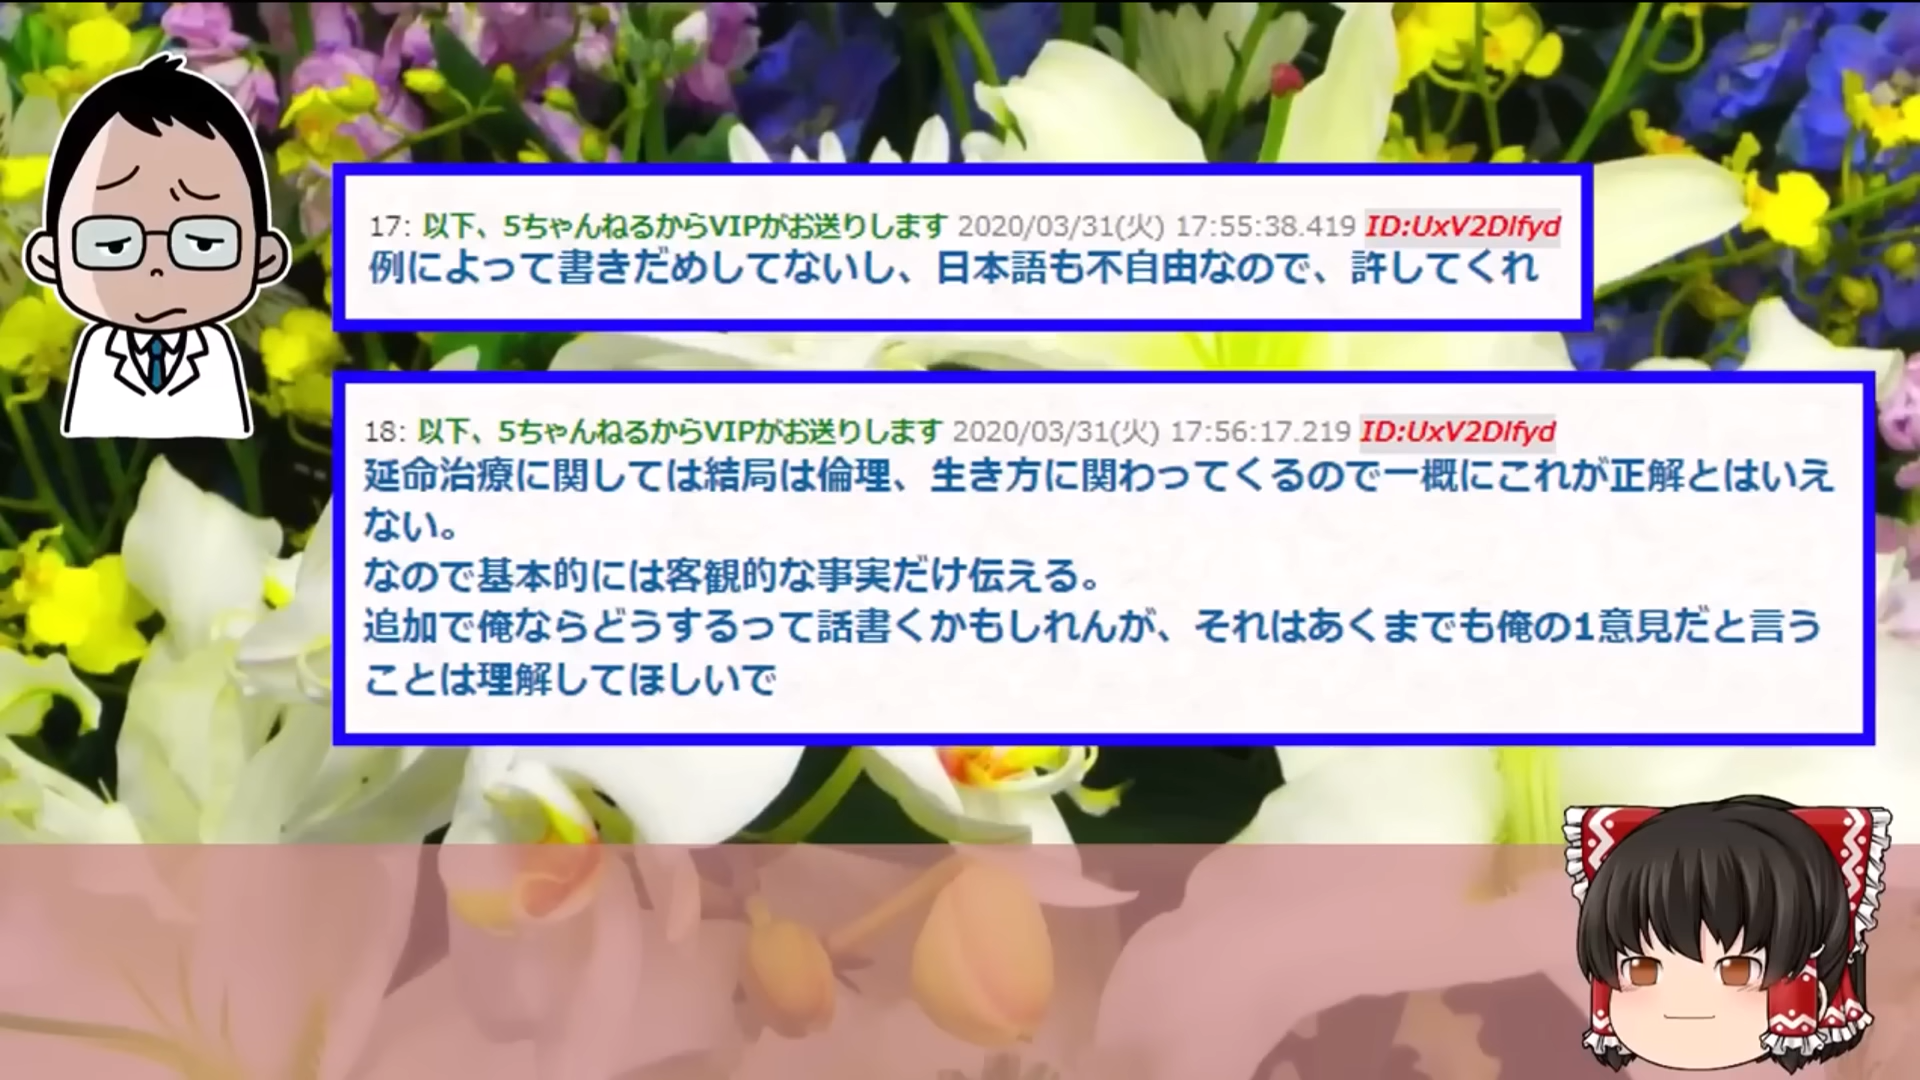 17: 以下、5ちゃんねるからVIPがお送りします 2020/03/31(火) 17:55:38.419 ID:UxV2Dlfyd
例によって書きだめしてないし、日本語も不自由なので、許してくれ
18: 以下、5ちゃんねるからVIPがお送りします 2020/03/31(火) 17:56:17.219 ID:UxV2Dlfyd
延命治療に関しては結局は倫理、生き方に関わってくるので一概にこれが正解とはいえ
ない。
なので基本的には客観的な事実だけ伝える。
追加で俺ならどうするって話書くかもしれんが、それはあくまでも俺の1意見だと言う
ことは理解してほしいで